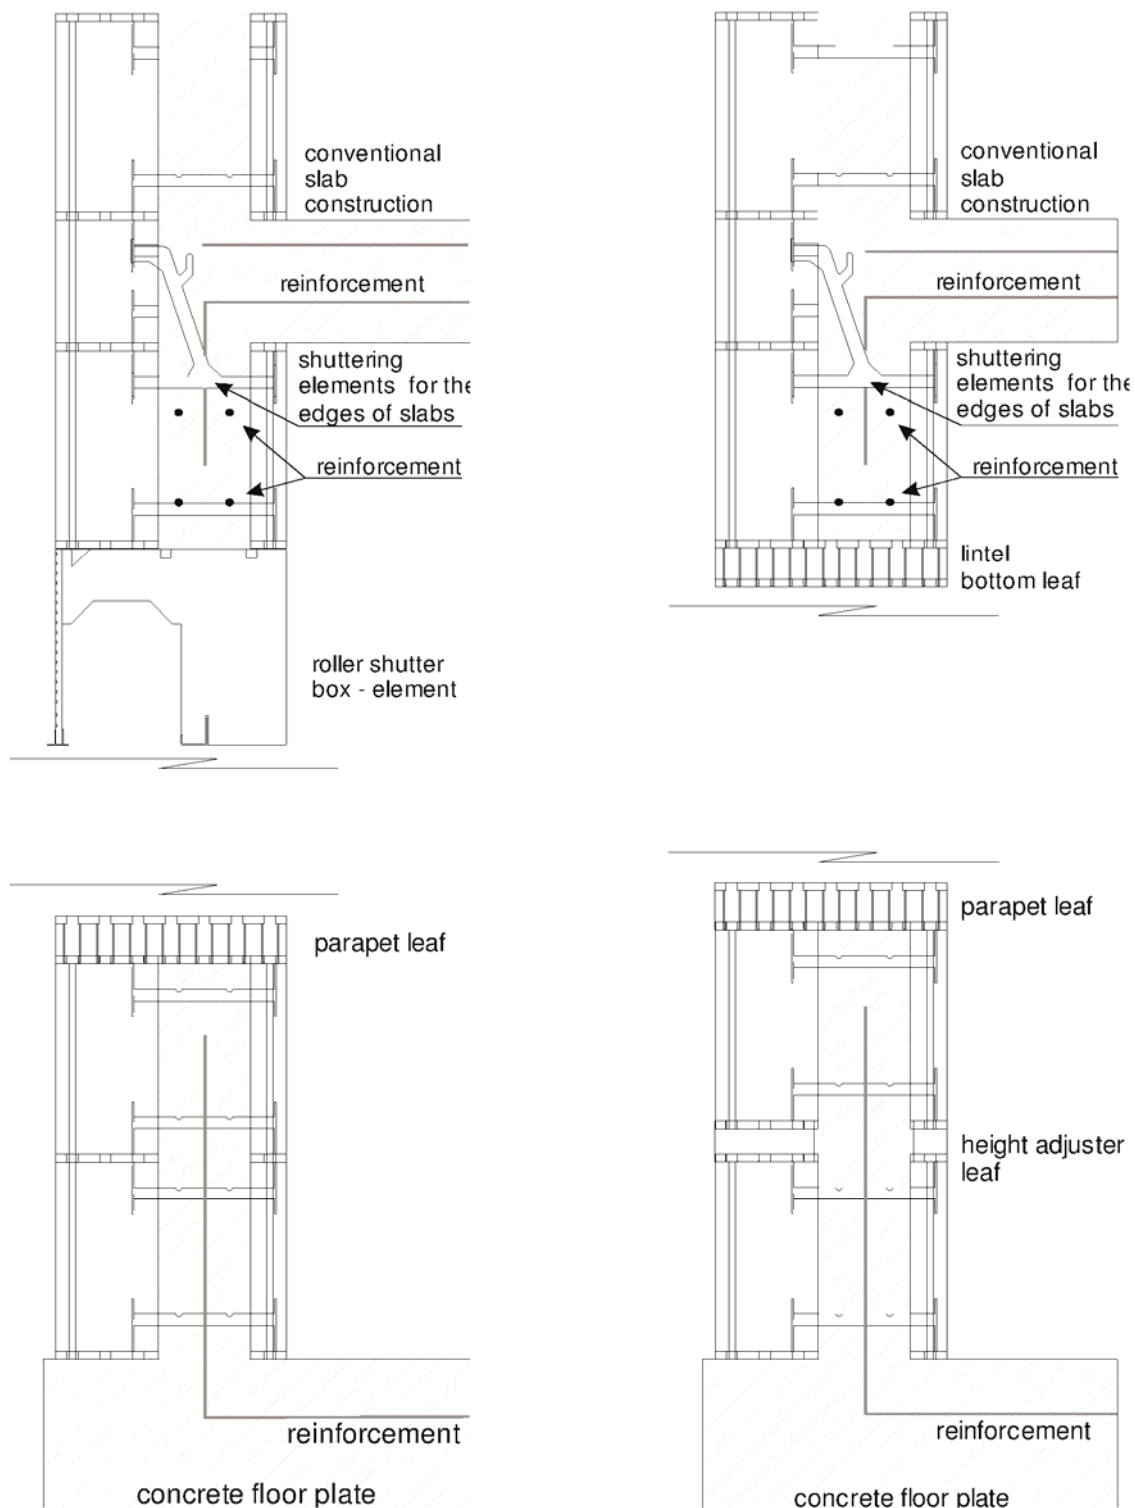 conventional
slab
construction
reinforcement
shuttering
elements for the
edges of slabs
reinforcement
roller shutter
box - element
conventional
slab
construction
reinforcement
shuttering
elements for the
edges of slabs
reinforcement
lintel
bottom leaf
parapet leaf
reinforcement
concrete floor plate
parapet leaf
height adjuster
leaf
reinforcement
concrete floor plate